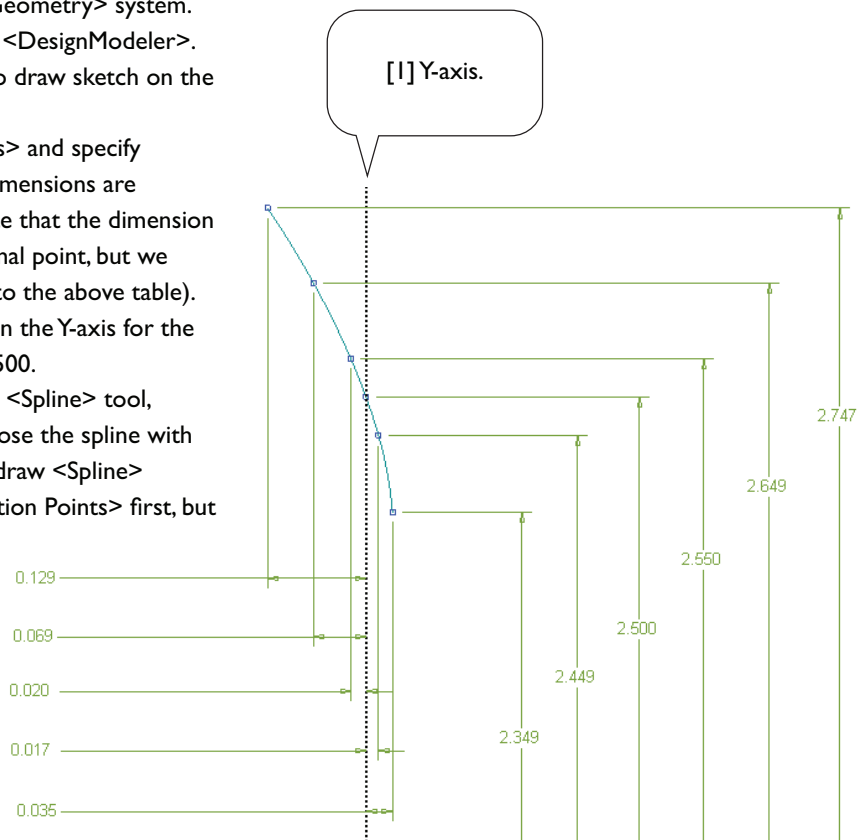 Geometry> system.
<DesignModeler>.
o draw sketch on the
s> and specify
mensions are
e that the dimension
nal point, but we
to the above table).
n the Y-axis for the
500.
<Spline> tool,
ose the spline with
draw <Spline>
tion Points> first, but
[1] Y-axis.
2.747
2.649
2.550
2.500
2.449
2.349
0.129
0.069
0.020
0.017
0.035